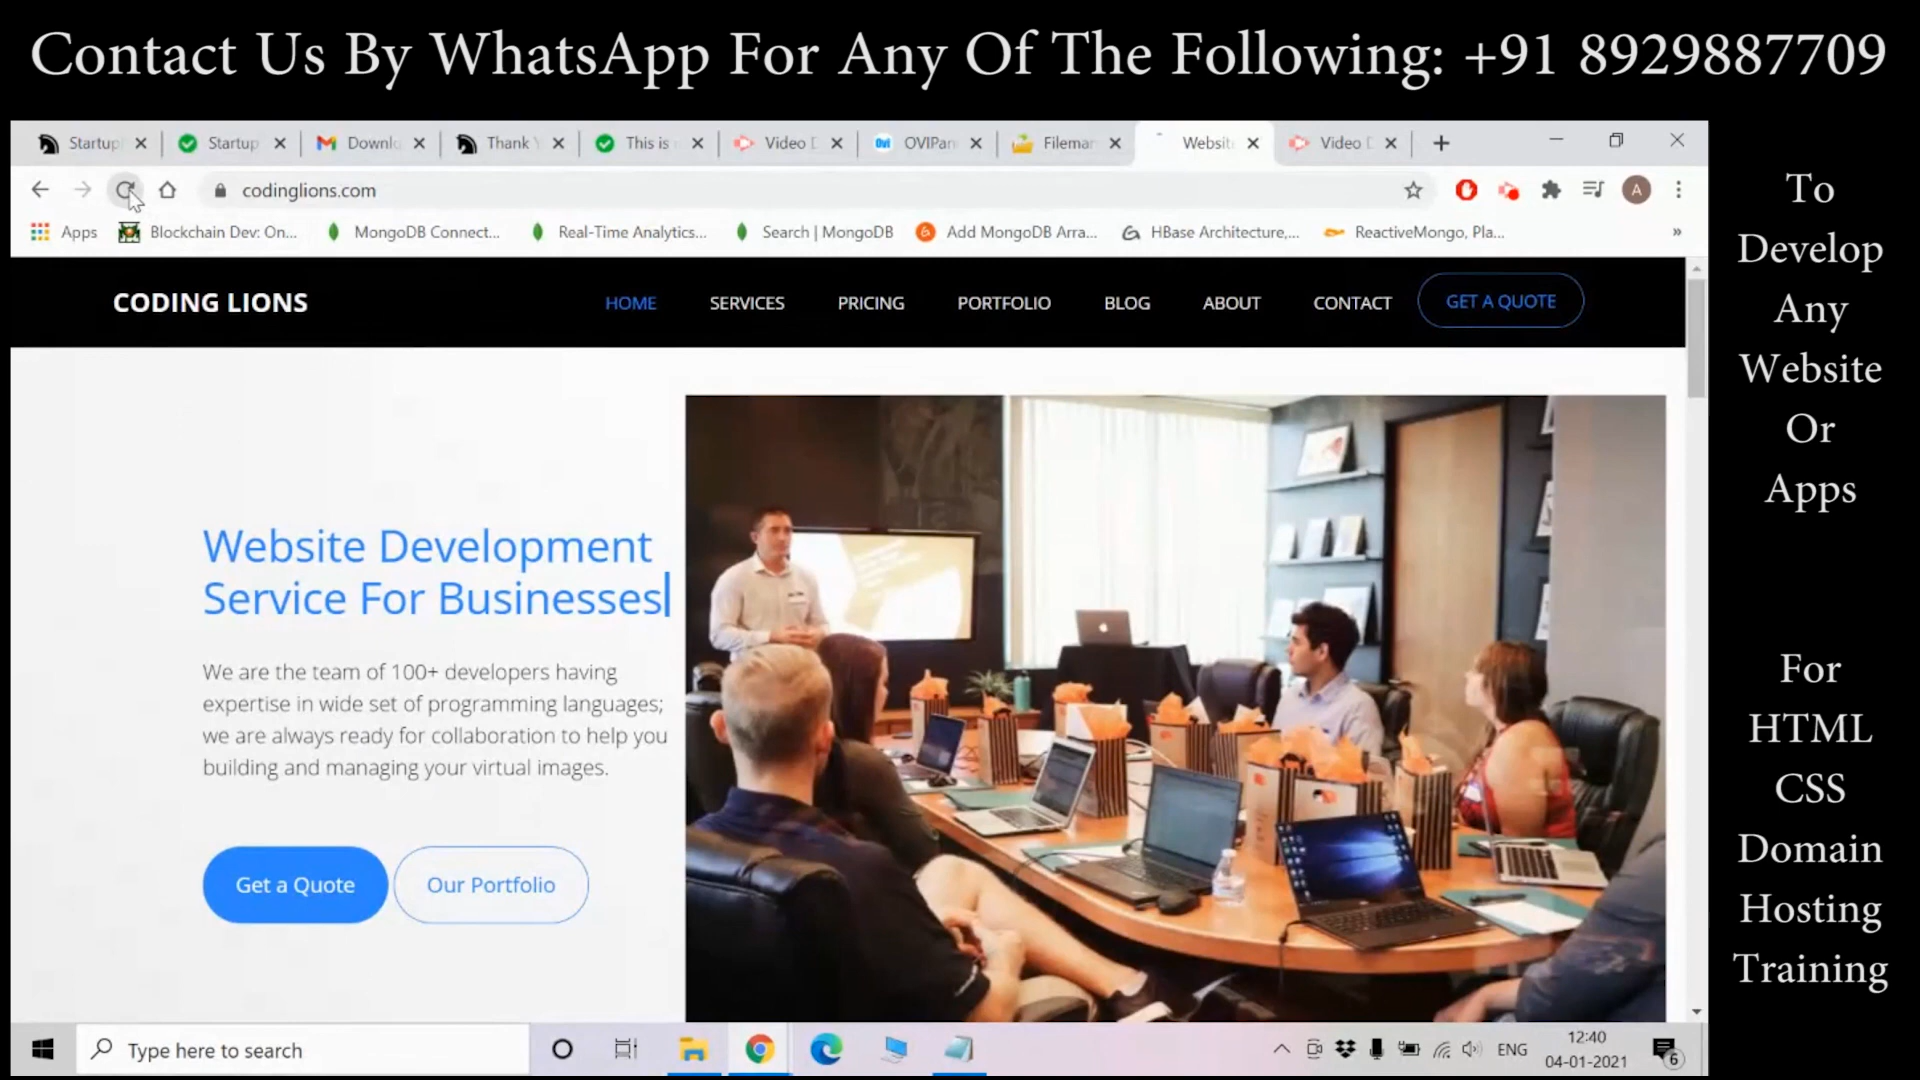 Contact Us By WhatsApp For Any Of The Following: +91 8929887709
Startup
Startup
Downlo
Thank Y
This is
Video D
OVIPan
Fileman
Websit
Video D
codinglions.com
A
Apps
Blockchain Dev: On...
MongoDB Connect...
Real-Time Analytics...
Search | MongoDB
Add MongoDB Arra...
HBase Architecture,...
ReactiveMongo, Pla...
CODING LIONS
HOME
SERVICES
PRICING
PORTFOLIO
BLOG
ABOUT
CONTACT
GET A QUOTE
Website Development
Service For Businesses
We are the team of 100+ developers having
expertise in wide set of programming languages;
we are always ready for collaboration to help you
building and managing your virtual images.
Get a Quote
Our Portfolio
Type here to search
ENG
12:40
04-01-2021
6
To
Develop
Any
Website
Or
Apps
For
HTML
CSS
Domain
Hosting
Training